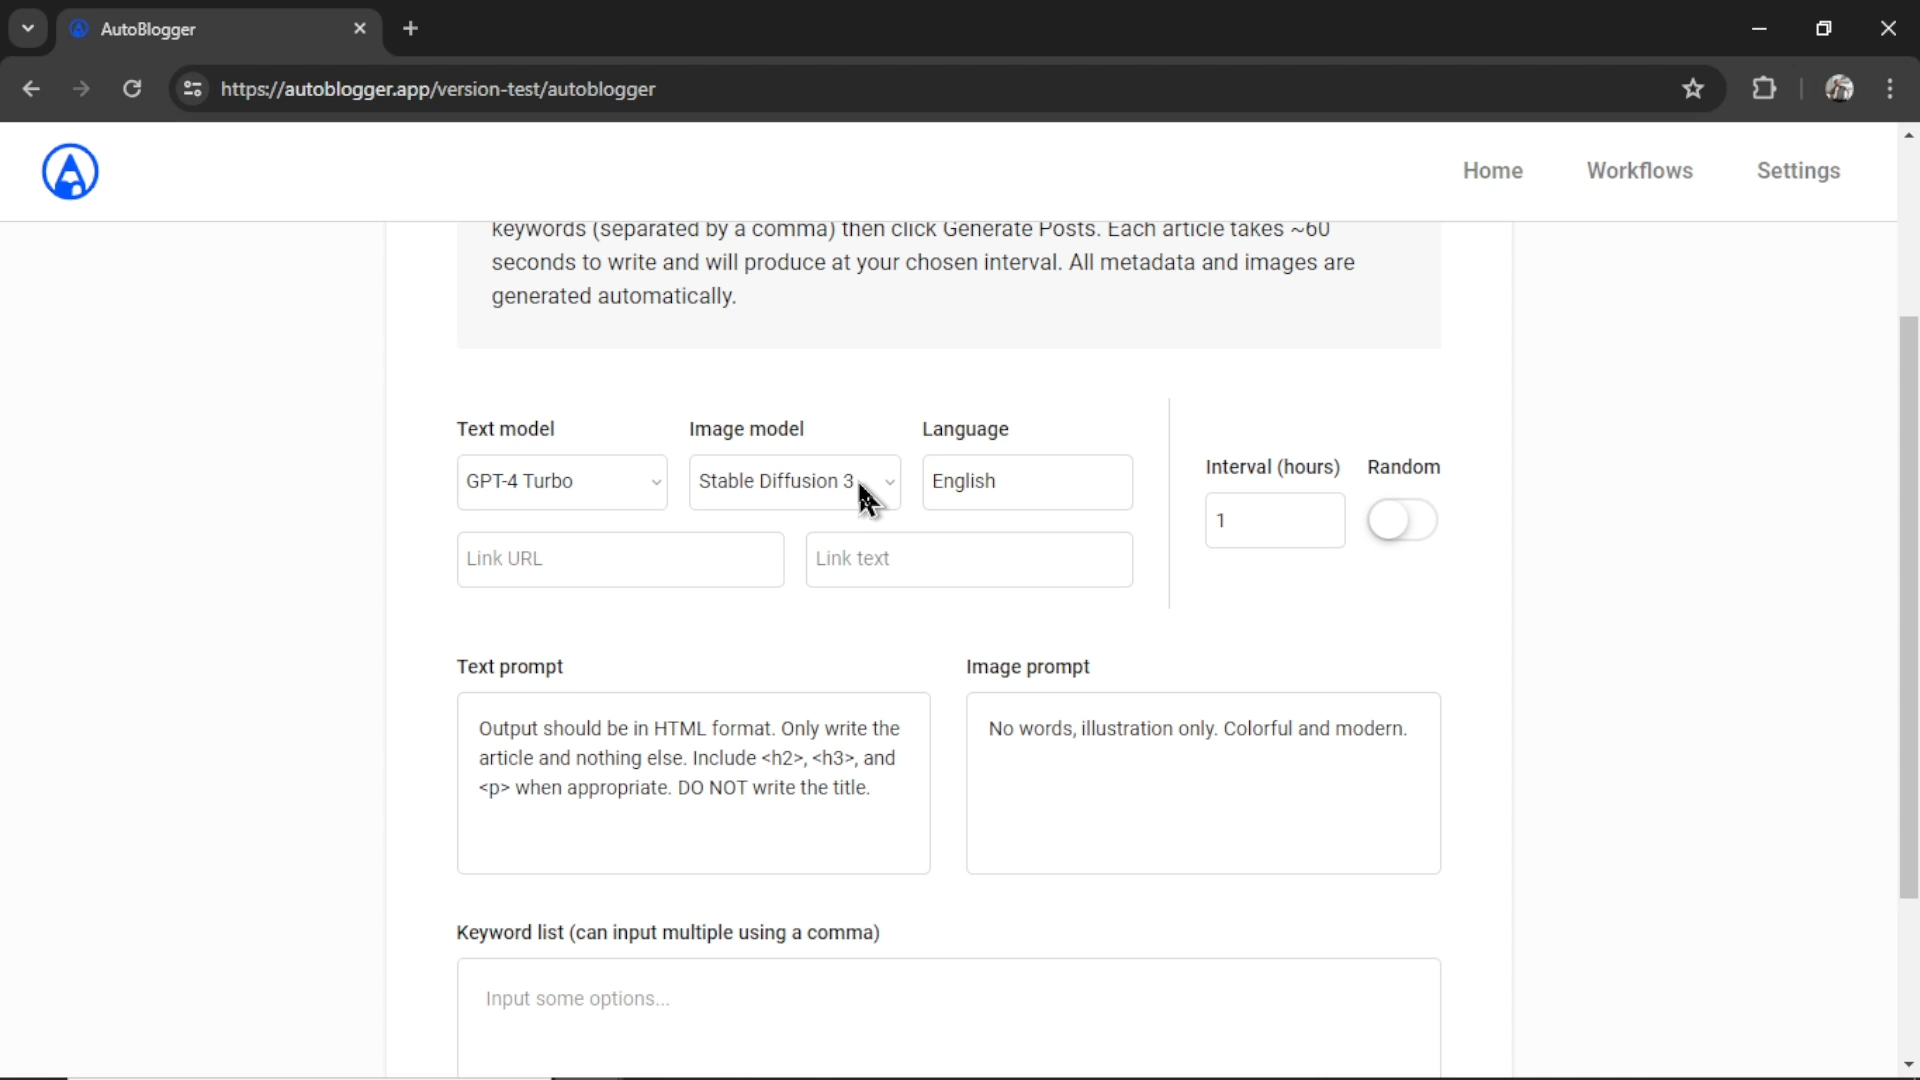 AutoBlogger
https://autoblogger.app/version-test/autoblogger
Home
Workflows
Settings
keywords (separated by a comma) then click Generate Posts. Each article takes ~60
seconds to write and will produce at your chosen interval. All metadata and images are
generated automatically.
Text model
Image model
Language
GPT-4 Turbo
Stable Diffusion 3
English
Interval (hours)
Random
1
Link URL
Link text
Text prompt
Image prompt
Output should be in HTML format. Only write the
article and nothing else. Include <h2>, <h3>, and
<p> when appropriate. DO NOT write the title.
No words, illustration only. Colorful and modern.
Keyword list (can input multiple using a comma)
Input some options...